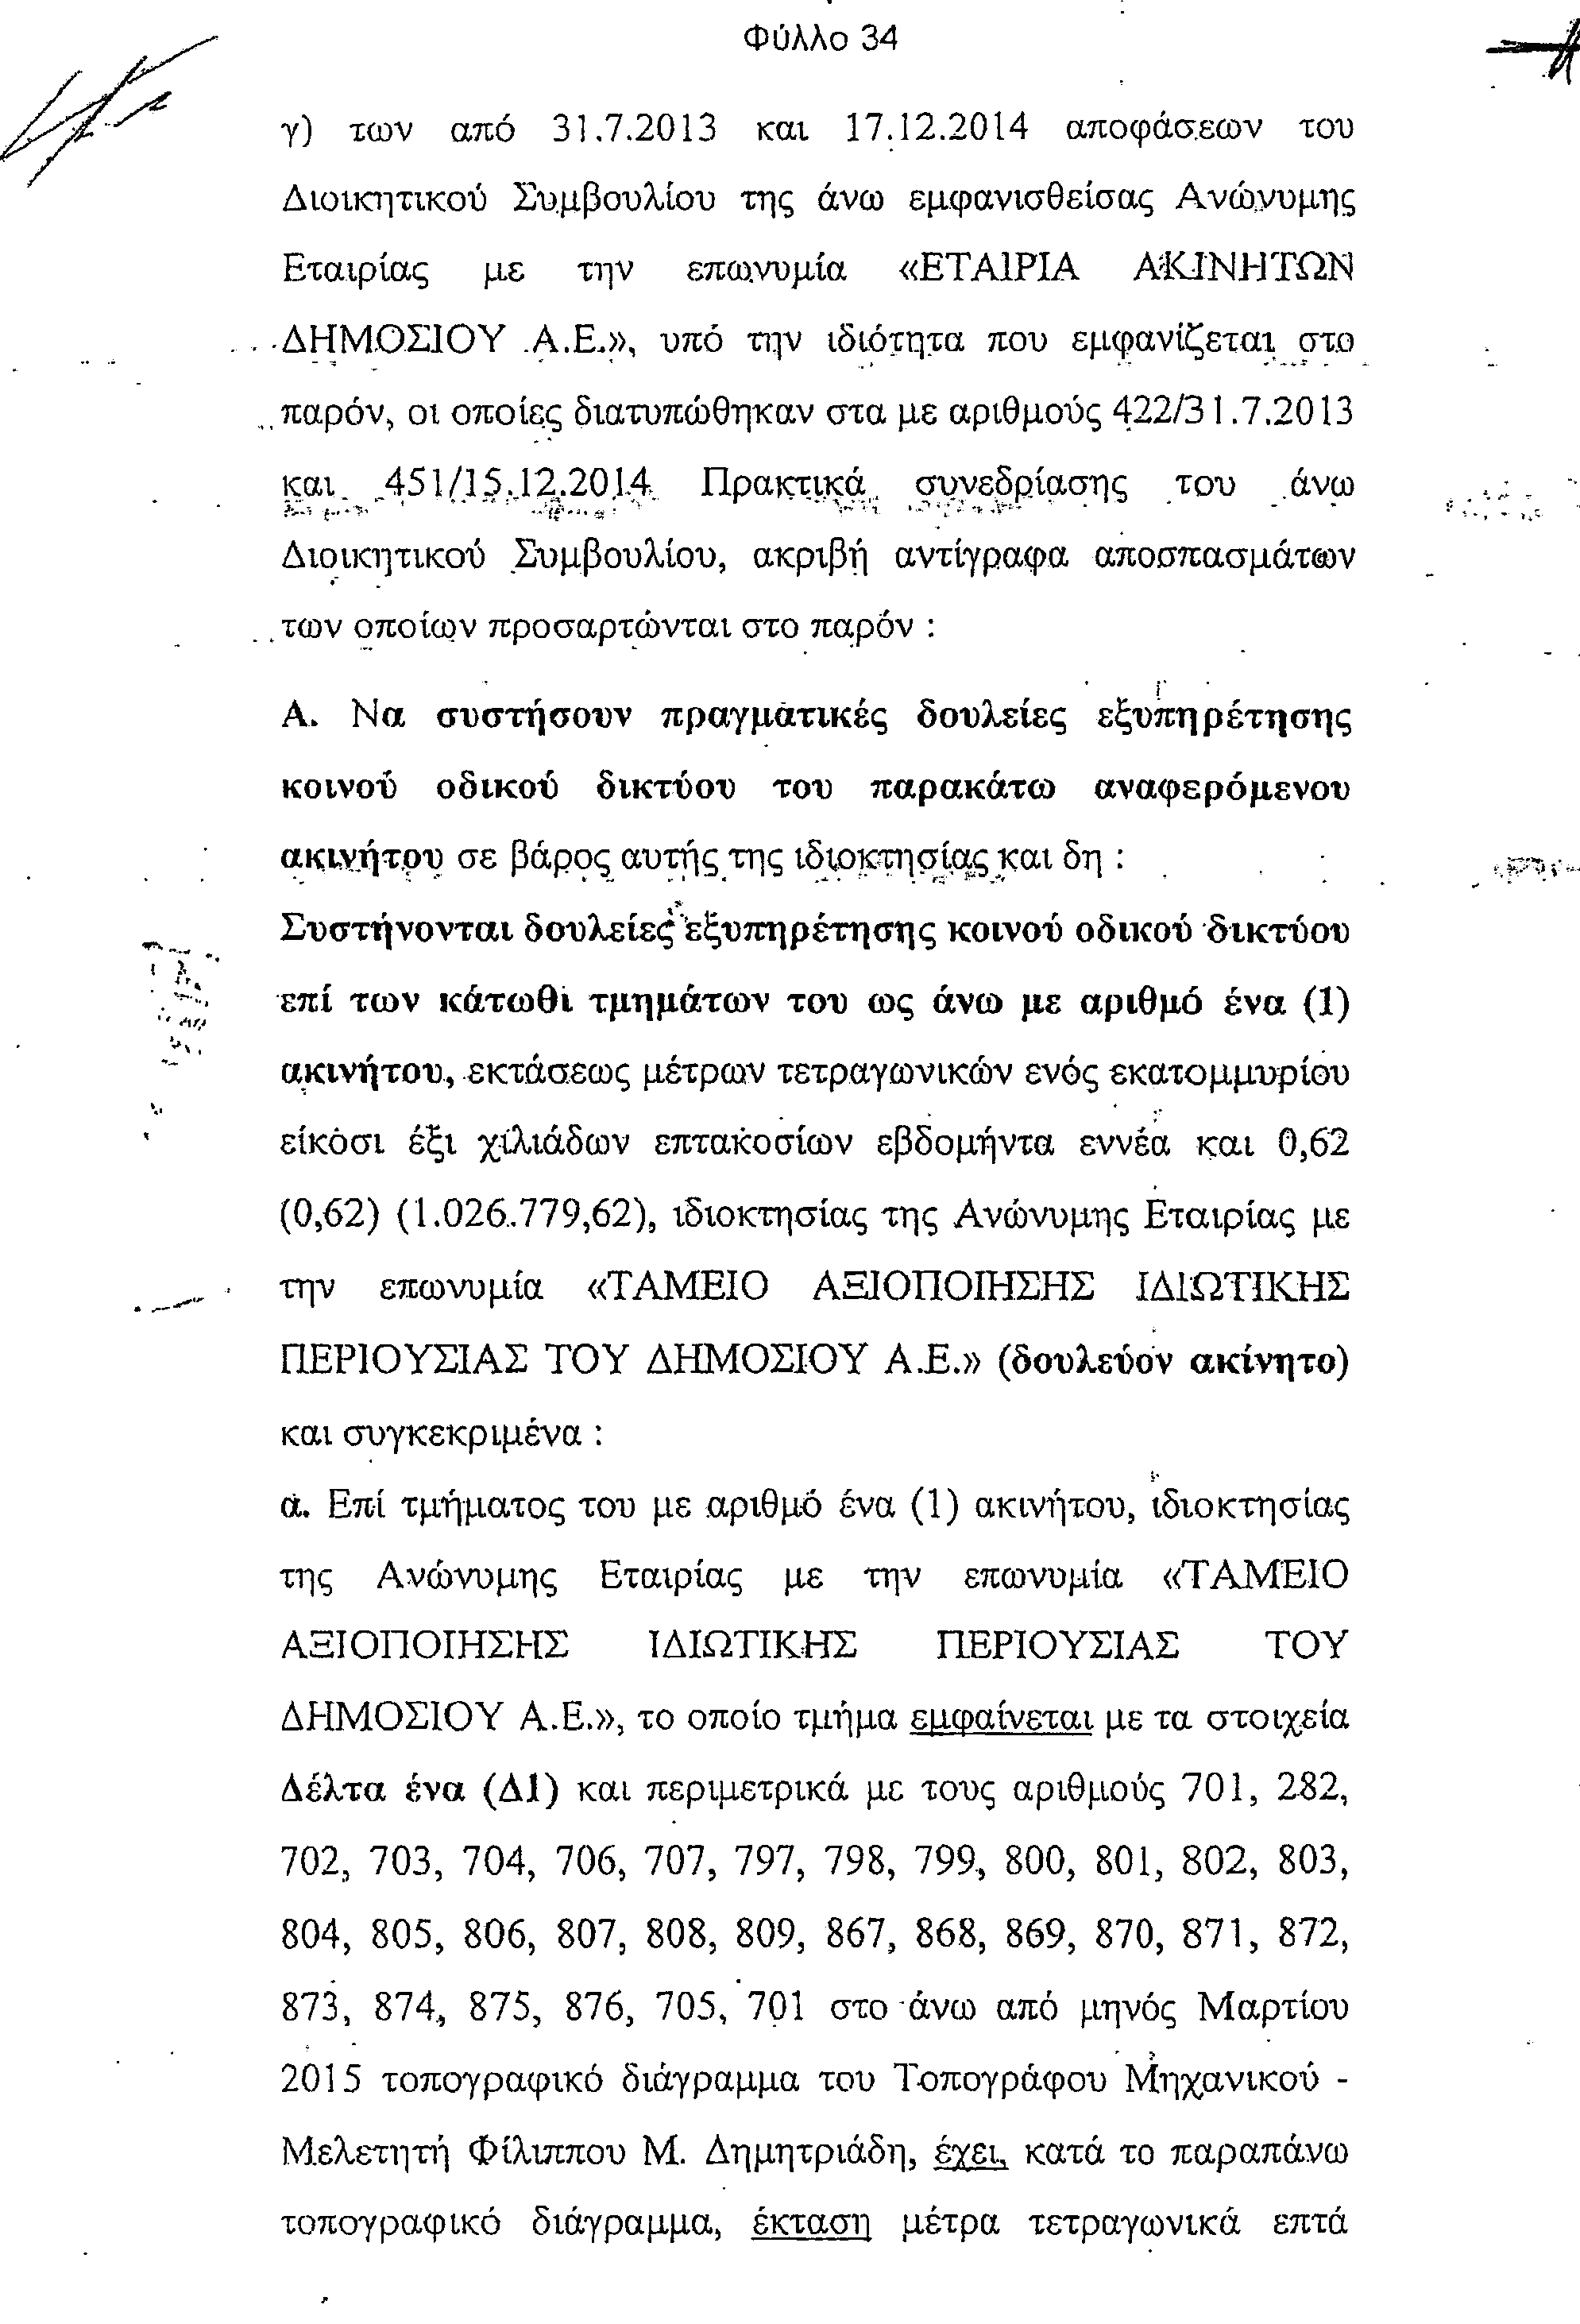 Φύλλο 34
γ) των από 31.7.2013 και 17.12.2014 αποφάσεων του
Διοικητικού Συμβουλίου της άνω εμφανισθείσας Ανώνυμης
Εταιρίας με την επωνυμία «ΕΤΑΙΡΙΑ ΑΚΙΝΗΤΩΝ
ΔΗΜΟΣΙΟΥ Α.Ε.», υπό την ιδιότητα που εμφανίζεται στο
παρόν, οι οποίες διατυπώθηκαν στα με αριθμούς 422/31.7.2013
και 451/15.12.2014 Πρακτικά συνεδρίασης του άνω
Διοικητικού Συμβουλίου, ακριβή αντίγραφα αποσπασμάτων
των οποίων προσαρτώνται στο παρόν :
Α. Να συστήσουν πραγματικές δουλείες εξυπηρέτησης
κοινού οδικού δικτύου του παρακάτω αναφερόμενου
ακινήτου σε βάρος αυτής της ιδιοκτησίας και δη :
Συστήνονται δουλείες εξυπηρέτησης κοινού οδικού δικτύου
επί των κάτωθι τμημάτων του ως άνω με αριθμό ένα (1)
ακινήτου, εκτάσεως μέτρων τετραγωνικών ενός εκατομμυρίου
είκοσι έξι χιλιάδων επτακοσίων εβδομήντα εννέα και 0,62
(0,62) (1.026.779,62), ιδιοκτησίας της Ανώνυμης Εταιρίας με
την επωνυμία «ΤΑΜΕΙΟ ΑΞΙΟΠΟΙΗΣΗΣ ΙΔΙΩΤΙΚΗΣ
ΠΕΡΙΟΥΣΙΑΣ ΤΟΥ ΔΗΜΟΣΙΟΥ Α.Ε.» (δουλεύον ακίνητο)
και συγκεκριμένα :
α. Επί τμήματος του με αριθμό ένα (1) ακινήτου, ιδιοκτησίας
της Ανώνυμης Εταιρίας με την επωνυμία «ΤΑΜΕΙΟ
ΑΞΙΟΠΟΙΗΣΗΣ ΙΔΙΩΤΙΚΗΣ ΠΕΡΙΟΥΣΙΑΣ ΤΟΥ
ΔΗΜΟΣΙΟΥ Α.Ε.», το οποίο τμήμα εμφαίνεται με τα στοιχεία
Δέλτα ένα (Δ1) και περιμετρικά με τους αριθμούς 701, 282,
702, 703, 704, 706, 707, 797, 798, 799, 800, 801, 802, 803,
804, 805, 806, 807, 808, 809, 867, 868, 869, 870, 871, 872,
873, 874, 875, 876, 705, 701 στο άνω από μηνός Μαρτίου
2015 τοπογραφικό διάγραμμα του Τοπογράφου Μηχανικού -
Μελετητή Φίλιππου Μ. Δημητριάδη, έχει, κατά το παραπάνω
τοπογραφικό διάγραμμα, έκταση μέτρα τετραγωνικά επτά